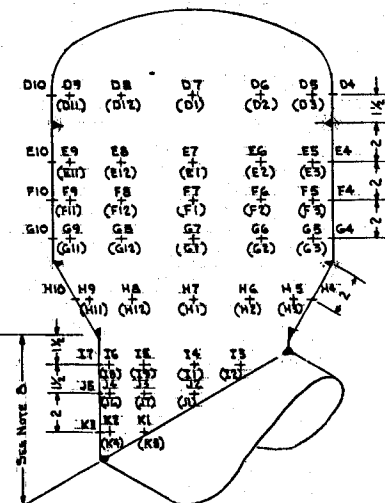 D10 D9 D8 D7 D6 D5 D4
(D11) (D12) (D1) (D2) (D3)
1½
2
E10 E9 E8 E7 E6 E5 E4
(E11) (E12) (E1) (E2) (E3)
2
F10 F9 F8 F7 F6 F5 F4
(F11) (F12) (F1) (F2) (F3)
2
G10 G9 G8 G7 G6 G5 G4
(G11) (G12) (G1) (G2) (G3)
H10 H9 H8 H7 H6 H5 H4
(H11) (H12) (H1) (H2) (H3)
2
1½
I7 I6 I5 I4 I3
(I1) (I2)
1½
J5 J4 J3 J2
(J1)
2
K3 K2 K1
(K4) (K5)
SEE NOTE 8